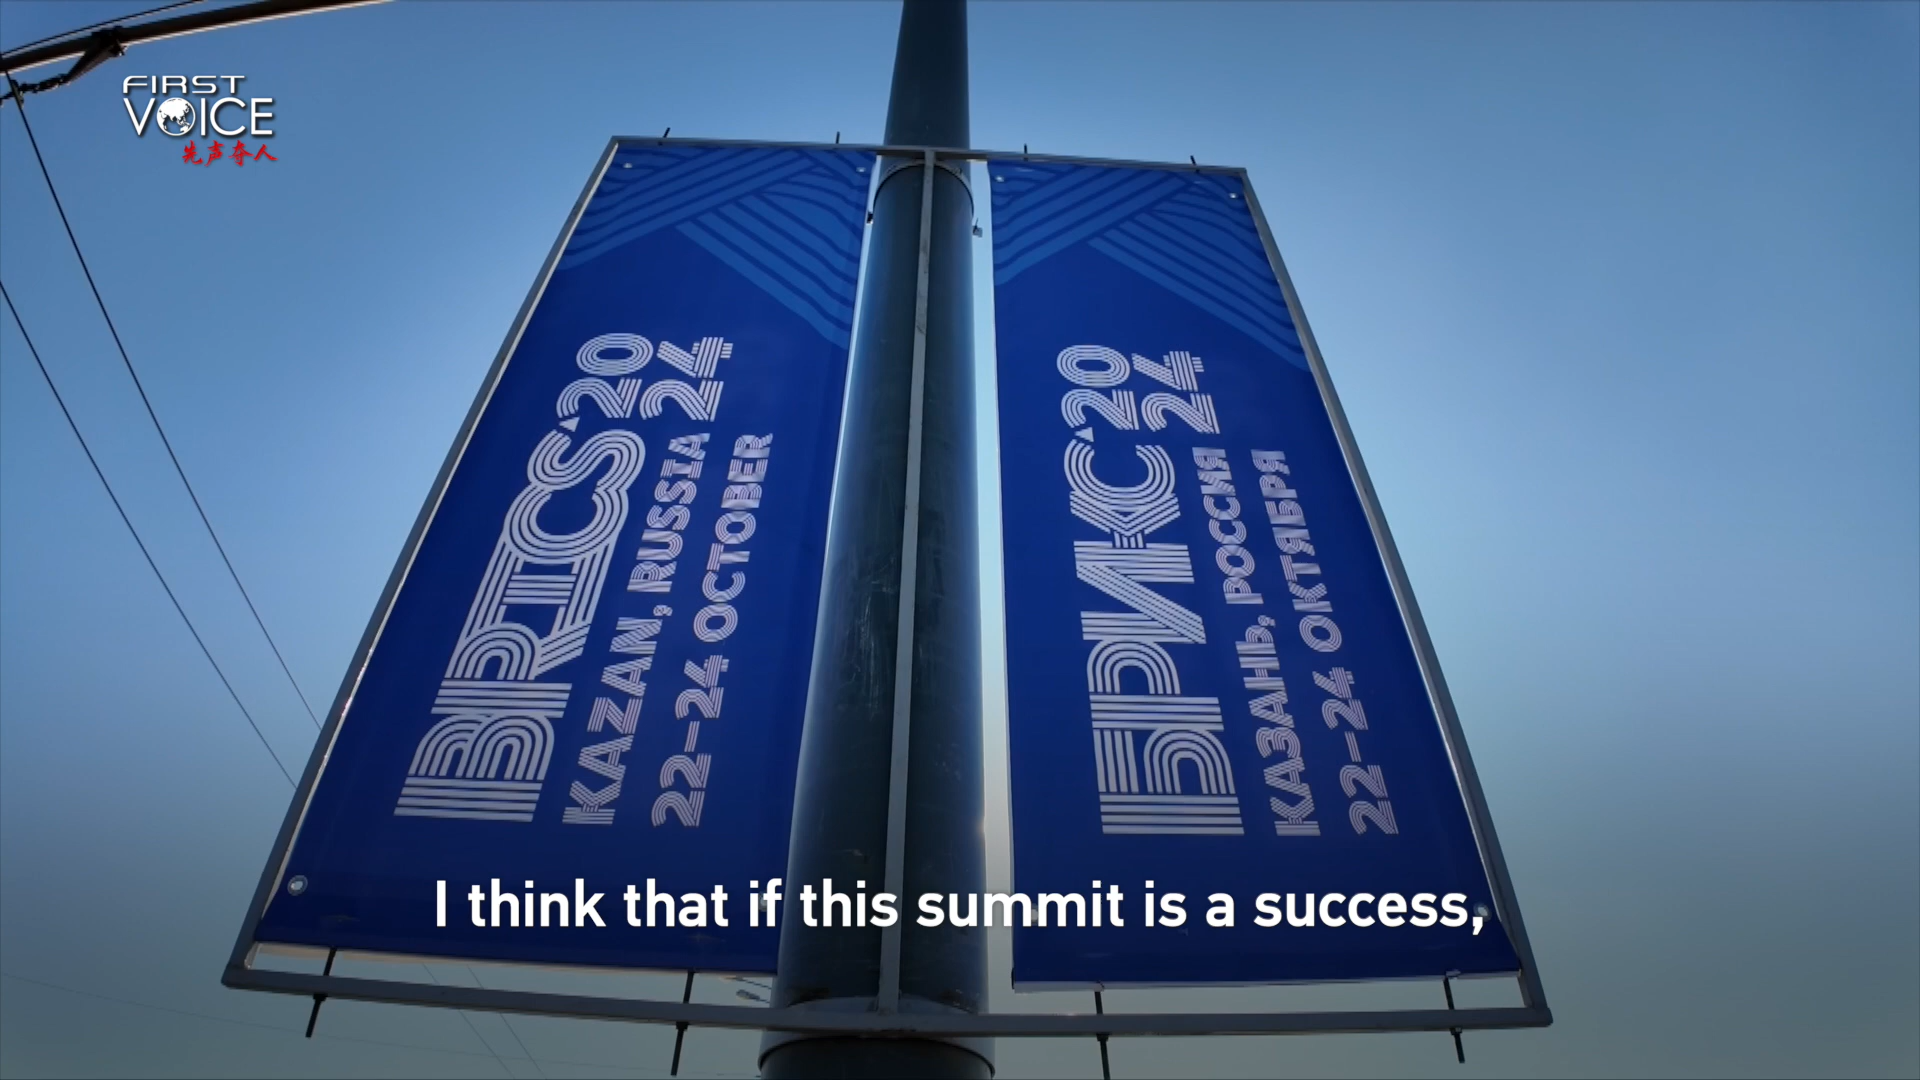 FIRST
VOICE
先声夺人
BRICS 2024
KAZAN, RUSSIA
22–24 OCTOBER
БРИКС 2024
КАЗАНЬ, РОССИЯ
22–24 ОКТЯБРЯ
I think that if this summit is a success,